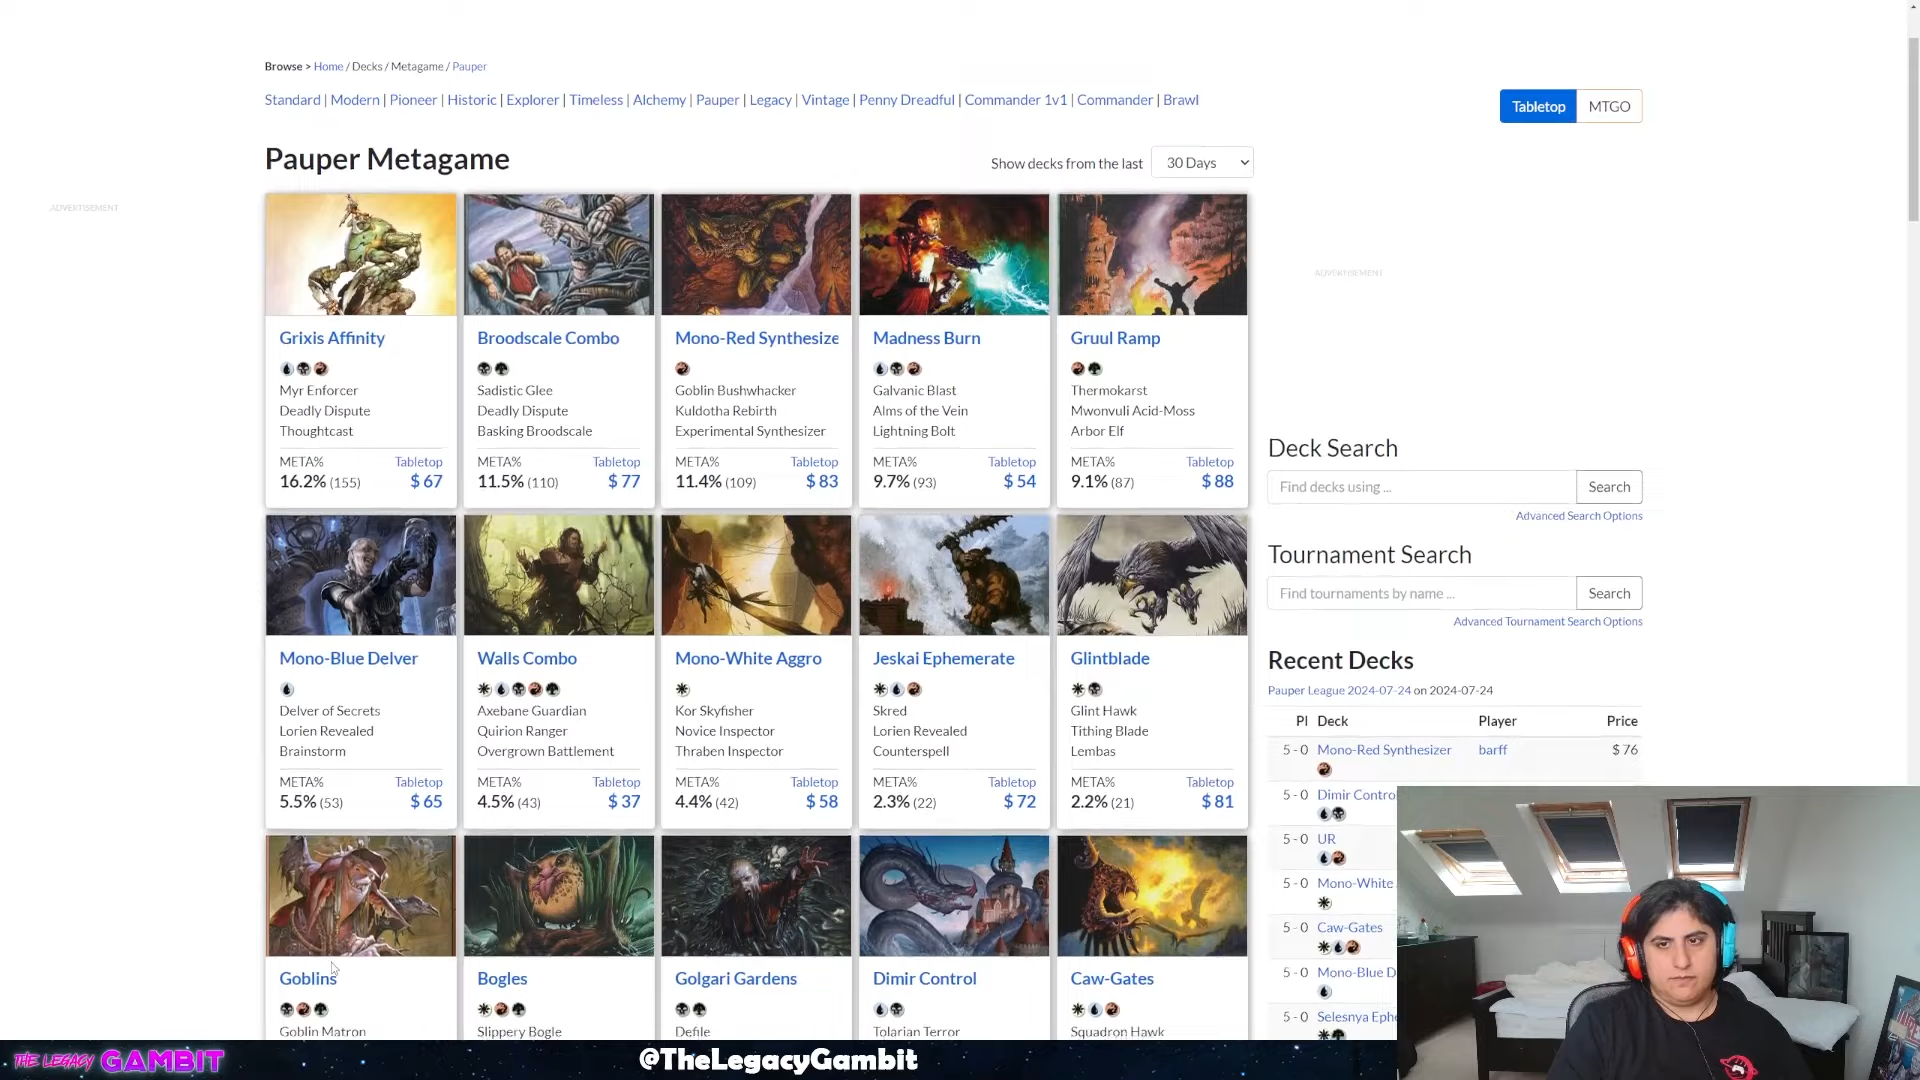 Browse > Home / Decks / Metagame / Pauper
Standard | Modern | Pioneer | Historic | Explorer | Timeless | Alchemy | Pauper | Legacy | Vintage | Penny Dreadful | Commander 1v1 | Commander | Brawl
Tabletop MTGO
Pauper Metagame
Show decks from the last 30 Days
ADVERTISEMENT
ADVERTISEMENT
Grixis Affinity
Myr Enforcer
Deadly Dispute
Thoughtcast
META% Tabletop
16.2% (155) $ 67
Broodscale Combo
Sadistic Glee
Deadly Dispute
Basking Broodscale
META% Tabletop
11.5% (110) $ 77
Mono-Red Synthesize
Goblin Bushwhacker
Kuldotha Rebirth
Experimental Synthesizer
META% Tabletop
11.4% (109) $ 83
Madness Burn
Galvanic Blast
Alms of the Vein
Lightning Bolt
META% Tabletop
9.7% (93) $ 54
Gruul Ramp
Thermokarst
Mwonvuli Acid-Moss
Arbor Elf
META% Tabletop
9.1% (87) $ 88
Mono-Blue Delver
Delver of Secrets
Lorien Revealed
Brainstorm
META% Tabletop
5.5% (53) $ 65
Walls Combo
Axebane Guardian
Quirion Ranger
Overgrown Battlement
META% Tabletop
4.5% (43) $ 37
Mono-White Aggro
Kor Skyfisher
Novice Inspector
Thraben Inspector
META% Tabletop
4.4% (42) $ 58
Jeskai Ephemerate
Skred
Lorien Revealed
Counterspell
META% Tabletop
2.3% (22) $ 72
Glintblade
Glint Hawk
Tithing Blade
Lembas
META% Tabletop
2.2% (21) $ 81
Goblins
Goblin Matron
Bogles
Slippery Bogle
Golgari Gardens
Defile
Dimir Control
Tolarian Terror
Caw-Gates
Squadron Hawk
Deck Search
Find decks using ... Search
Advanced Search Options
Tournament Search
Find tournaments by name ... Search
Advanced Tournament Search Options
Recent Decks
Pauper League 2024-07-24 on 2024-07-24
Pl Deck Player Price
5 - 0 Mono-Red Synthesizer barff $ 76
5 - 0 Dimir Contro
5 - 0 UR
5 - 0 Mono-White
5 - 0 Caw-Gates
5 - 0 Mono-Blue D
5 - 0 Selesnya Eph
THE LEGACY GAMBIT
@TheLegacyGambit